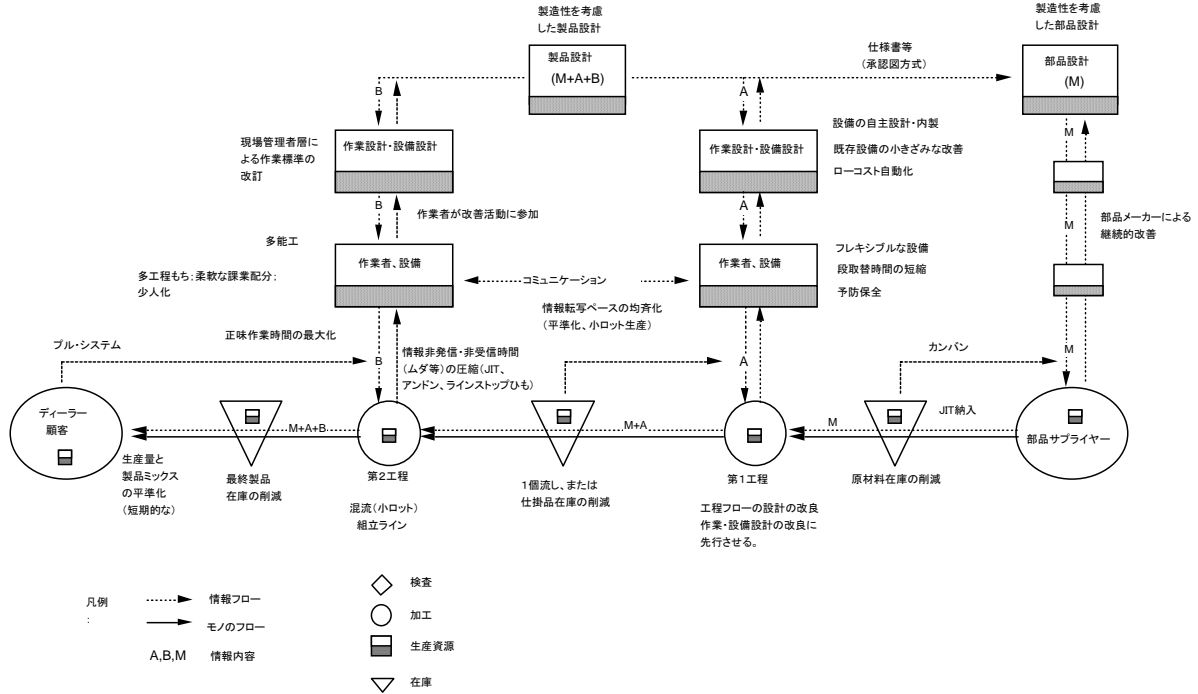 製造性を考慮
した製品設計
製造性を考慮
した部品設計
製品設計
(M+A+B)
仕様書等
(承認図方式)
部品設計
(M)
B
A
M
現場管理者層に
よる作業標準の
改訂
作業設計・設備設計
作業設計・設備設計
設備の自主設計・内製
既存設備の小きざみな改善
ローコスト自動化
B
作業者が改善活動に参加
A
M
部品メーカーによる
継続的改善
多能工
多工程もち;柔軟な課業配分;
少人化
作業者、設備
コミュニケーション
作業者、設備
フレキシブルな設備
段取替時間の短縮
予防保全
情報転写ペースの均斉化
(平準化、小ロット生産)
正味作業時間の最大化
プル・システム
B
情報非発信・非受信時間
(ムダ等)の圧縮(JIT、
アンドン、ラインストップひも)
A
カンバン
M
ディーラー
顧客
M+A+B
M+A
M
JIT納入
部品サプライヤー
生産量と
製品ミックス
の平準化
(短期的な)
最終製品
在庫の削減
第2工程
混流(小ロット)
組立ライン
1個流し、または
仕掛品在庫の削減
第1工程
工程フローの設計の改良
作業・設備設計の改良に
先行させる。
原材料在庫の削減
凡例
:
情報フロー
モノのフロー
A,B,M
情報内容
検査
加工
生産資源
在庫